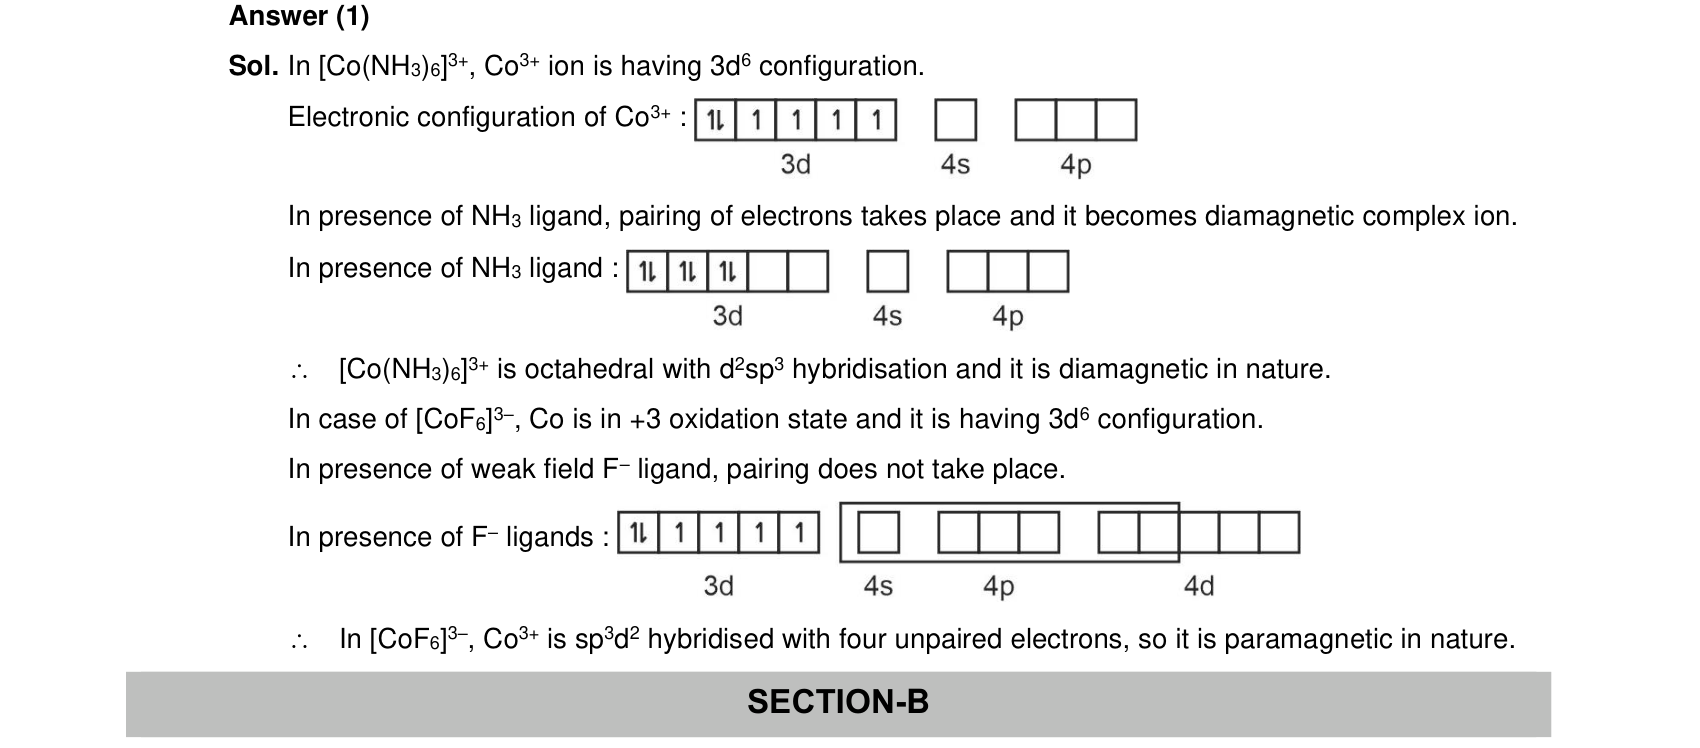 Answer (1)
Sol. In [Co(NH₃)₆]³⁺, Co³⁺ ion is having 3d⁶ configuration.
Electronic configuration of Co³⁺ : ⥮ 1 1 1 1
3d 4s 4p
In presence of NH₃ ligand, pairing of electrons takes place and it becomes diamagnetic complex ion.
In presence of NH₃ ligand : ⥮ ⥮ ⥮
3d 4s 4p
∴ [Co(NH₃)₆]³⁺ is octahedral with d²sp³ hybridisation and it is diamagnetic in nature.
In case of [CoF₆]³⁻, Co is in +3 oxidation state and it is having 3d⁶ configuration.
In presence of weak field F⁻ ligand, pairing does not take place.
In presence of F⁻ ligands : ⥮ 1 1 1 1
3d 4s 4p 4d
∴ In [CoF₆]³⁻, Co³⁺ is sp³d² hybridised with four unpaired electrons, so it is paramagnetic in nature.
SECTION-B